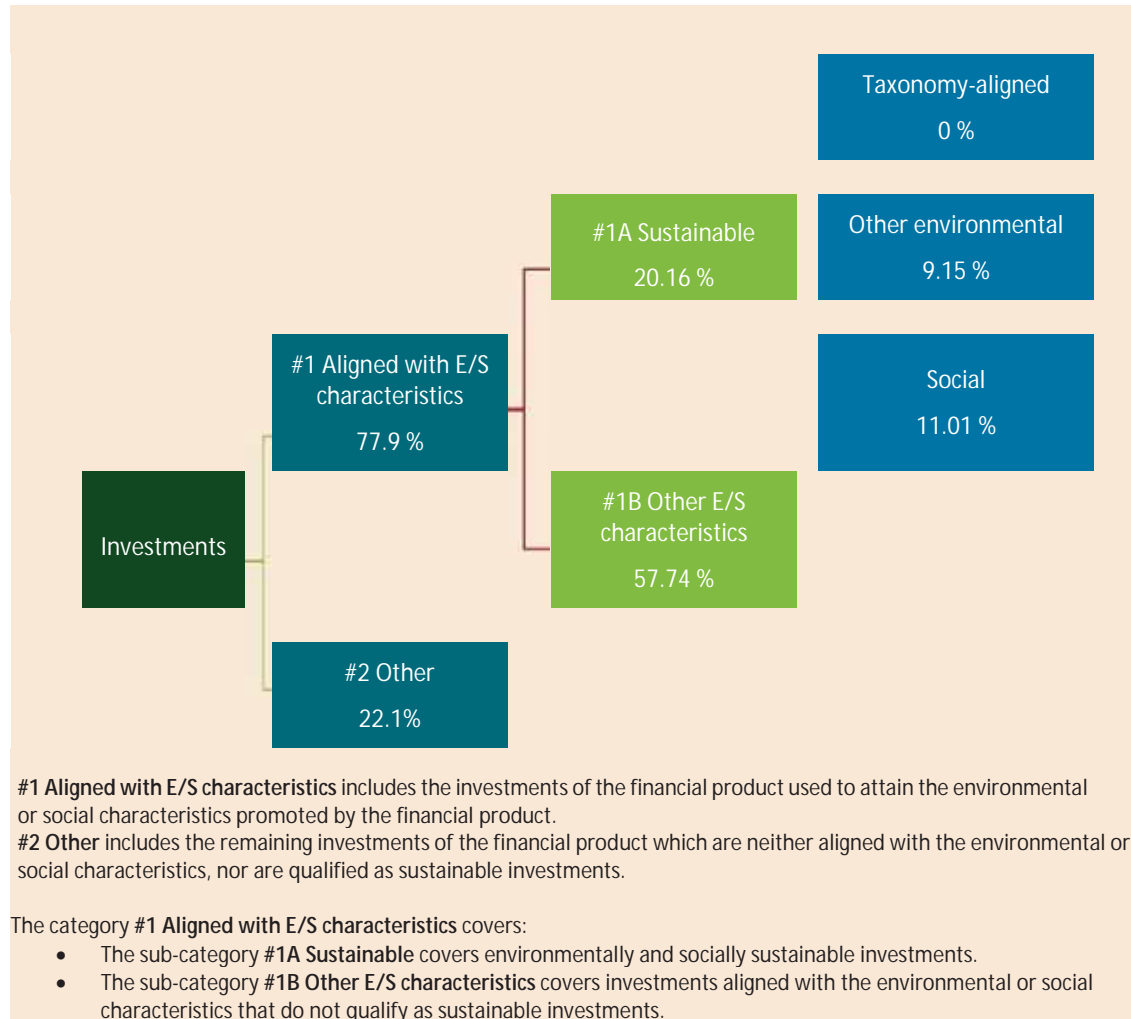 Taxonomy-aligned
0 %
#1A Sustainable
20.16 %
Other environmental
9.15 %
#1 Aligned with E/S
characteristics
77.9 %
Social
11.01 %
Investments
#1B Other E/S
characteristics
57.74 %
#2 Other
22.1%
#1 Aligned with E/S characteristics includes the investments of the financial product used to attain the environmental
or social characteristics promoted by the financial product.
#2 Other includes the remaining investments of the financial product which are neither aligned with the environmental or
social characteristics, nor are qualified as sustainable investments.
The category #1 Aligned with E/S characteristics covers:
• The sub-category #1A Sustainable covers environmentally and socially sustainable investments.
• The sub-category #1B Other E/S characteristics covers investments aligned with the environmental or social
characteristics that do not qualify as sustainable investments.